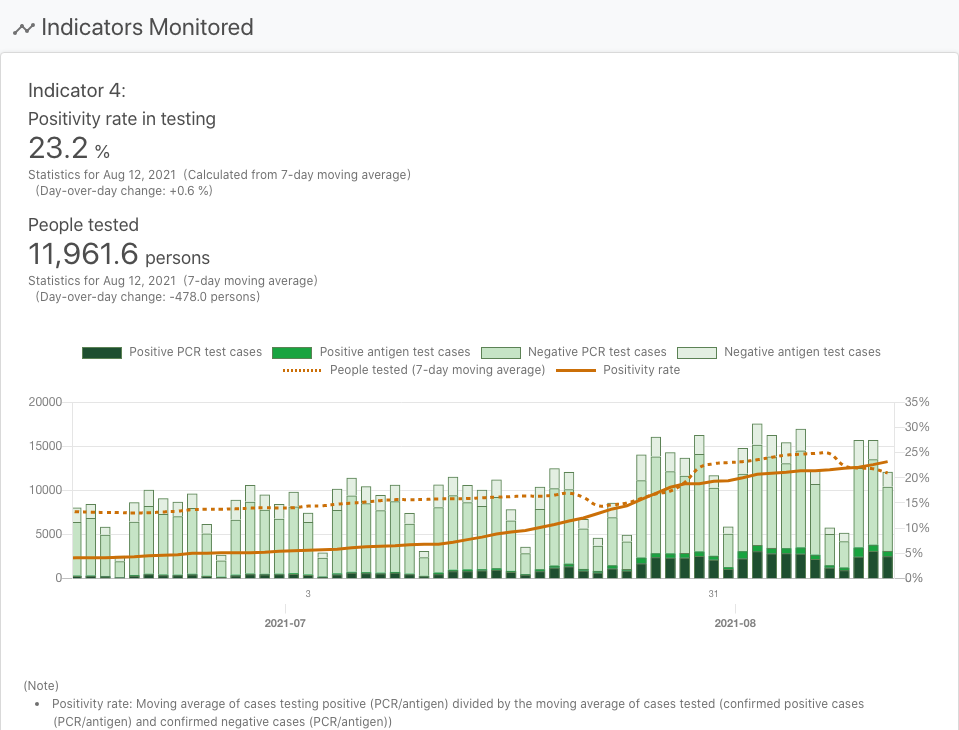 Indicators Monitored
Indicator 4:
Positivity rate in testing
23.2 %
Statistics for Aug 12, 2021 (Calculated from 7-day moving average)
(Day-over-day change: +0.6 %)
People tested
11,961.6 persons
Statistics for Aug 12, 2021 (7-day moving average)
(Day-over-day change: -478.0 persons)
Positive PCR test cases Positive antigen test cases Negative PCR test cases Negative antigen test cases
People tested (7-day moving average) Positivity rate
20000 35%
30%
15000 25%
10000 20%
15%
5000 10%
5%
0 0%
3 31
2021-07 2021-08
(Note)
• Positivity rate: Moving average of cases testing positive (PCR/antigen) divided by the moving average of cases tested (confirmed positive cases
(PCR/antigen) and confirmed negative cases (PCR/antigen))